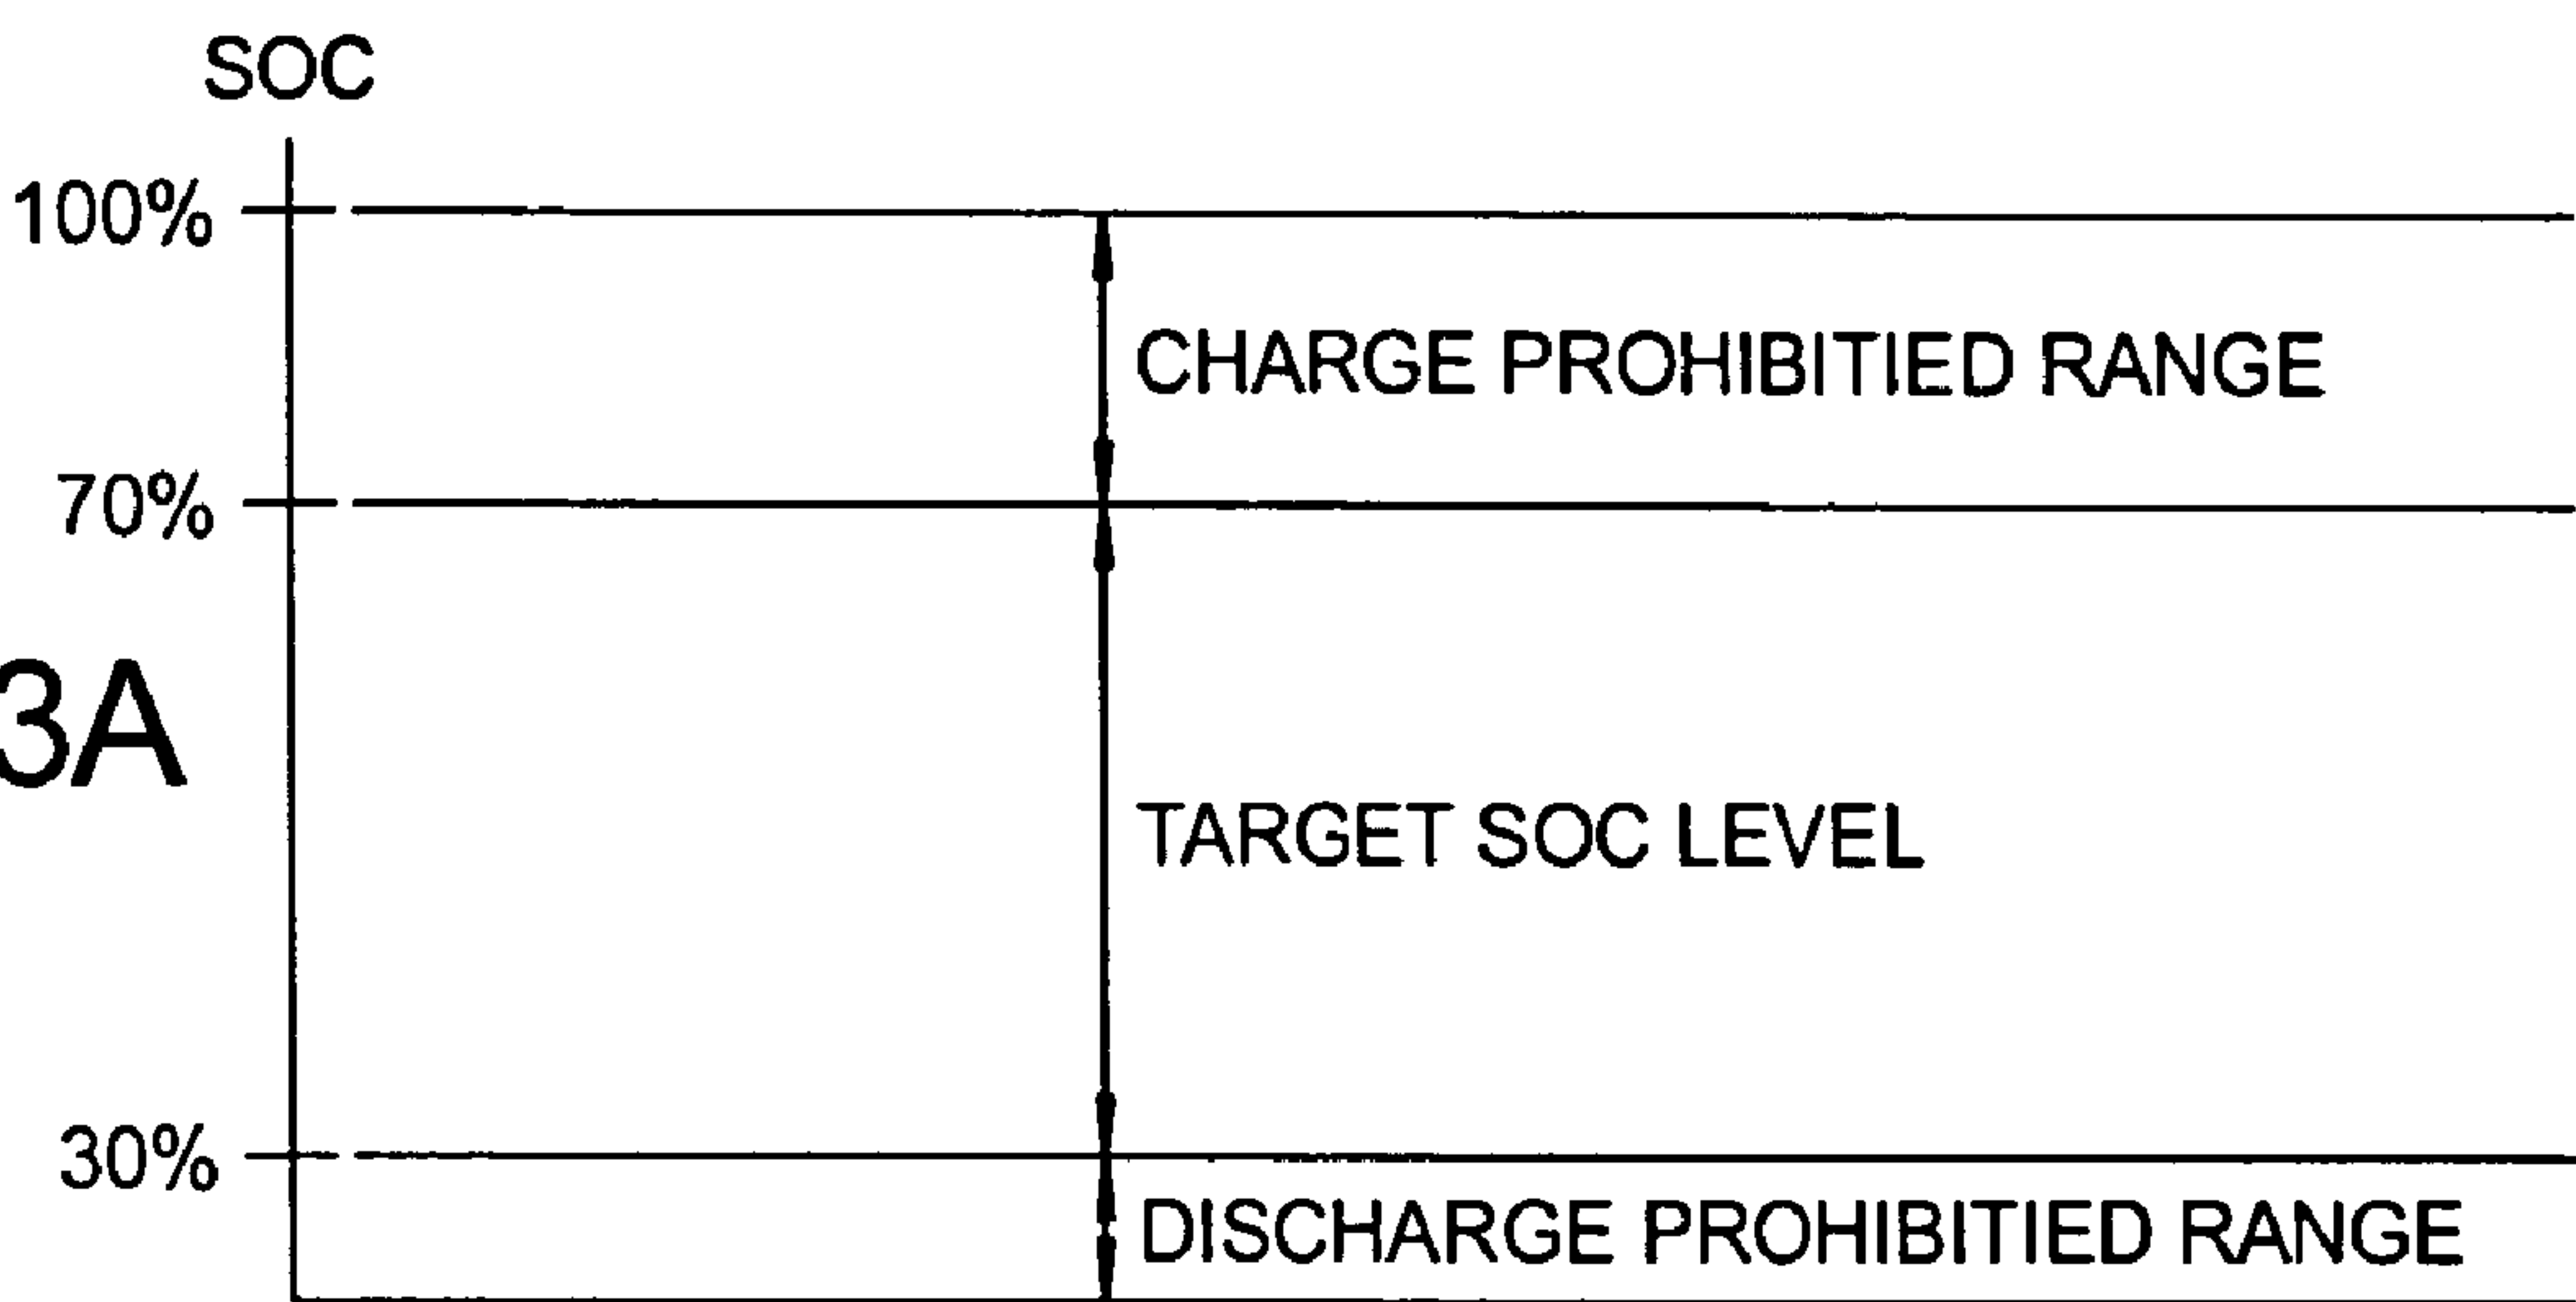 SOC
100%
CHARGE PROHIBITIED RANGE
70%
3A
TARGET SOC LEVEL
30%
DISCHARGE PROHIBITIED RANGE